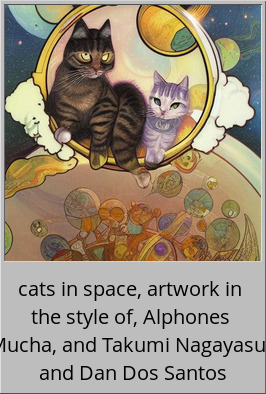 cats in space, artwork in
the style of, Alphones
Mucha, and Takumi Nagayasu
and Dan Dos Santos